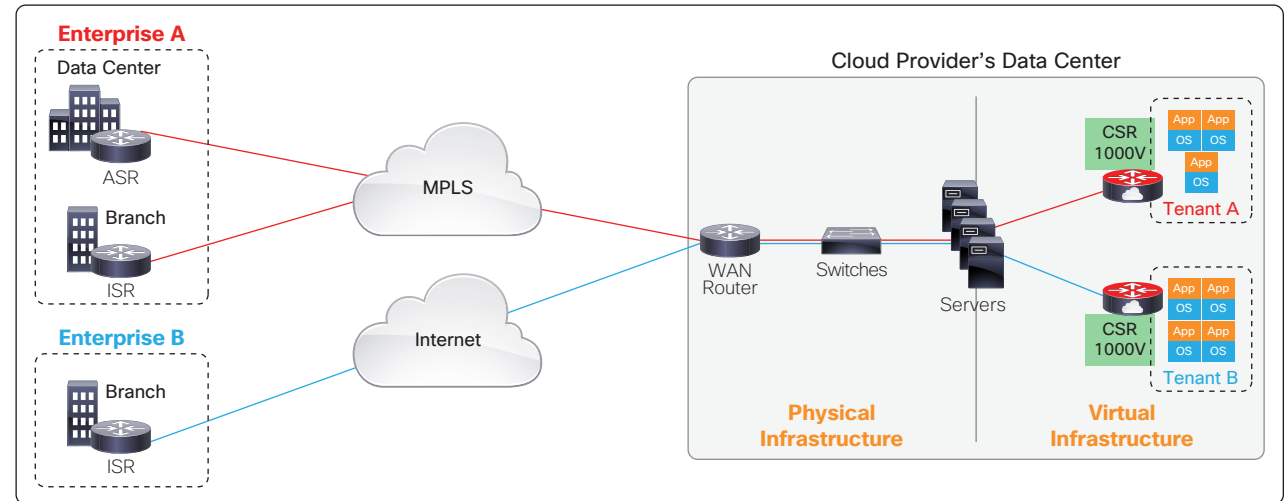 Enterprise A
Data Center
ASR
Branch
ISR
Enterprise B
Branch
ISR
MPLS
Internet
Cloud Provider's Data Center
WAN
Router
Switches
Servers
Physical
Infrastructure
CSR
1000V
App App
OS OS
App
OS
Tenant A
CSR
1000V
App App
OS OS
App App
OS OS
Tenant B
Virtual
Infrastructure